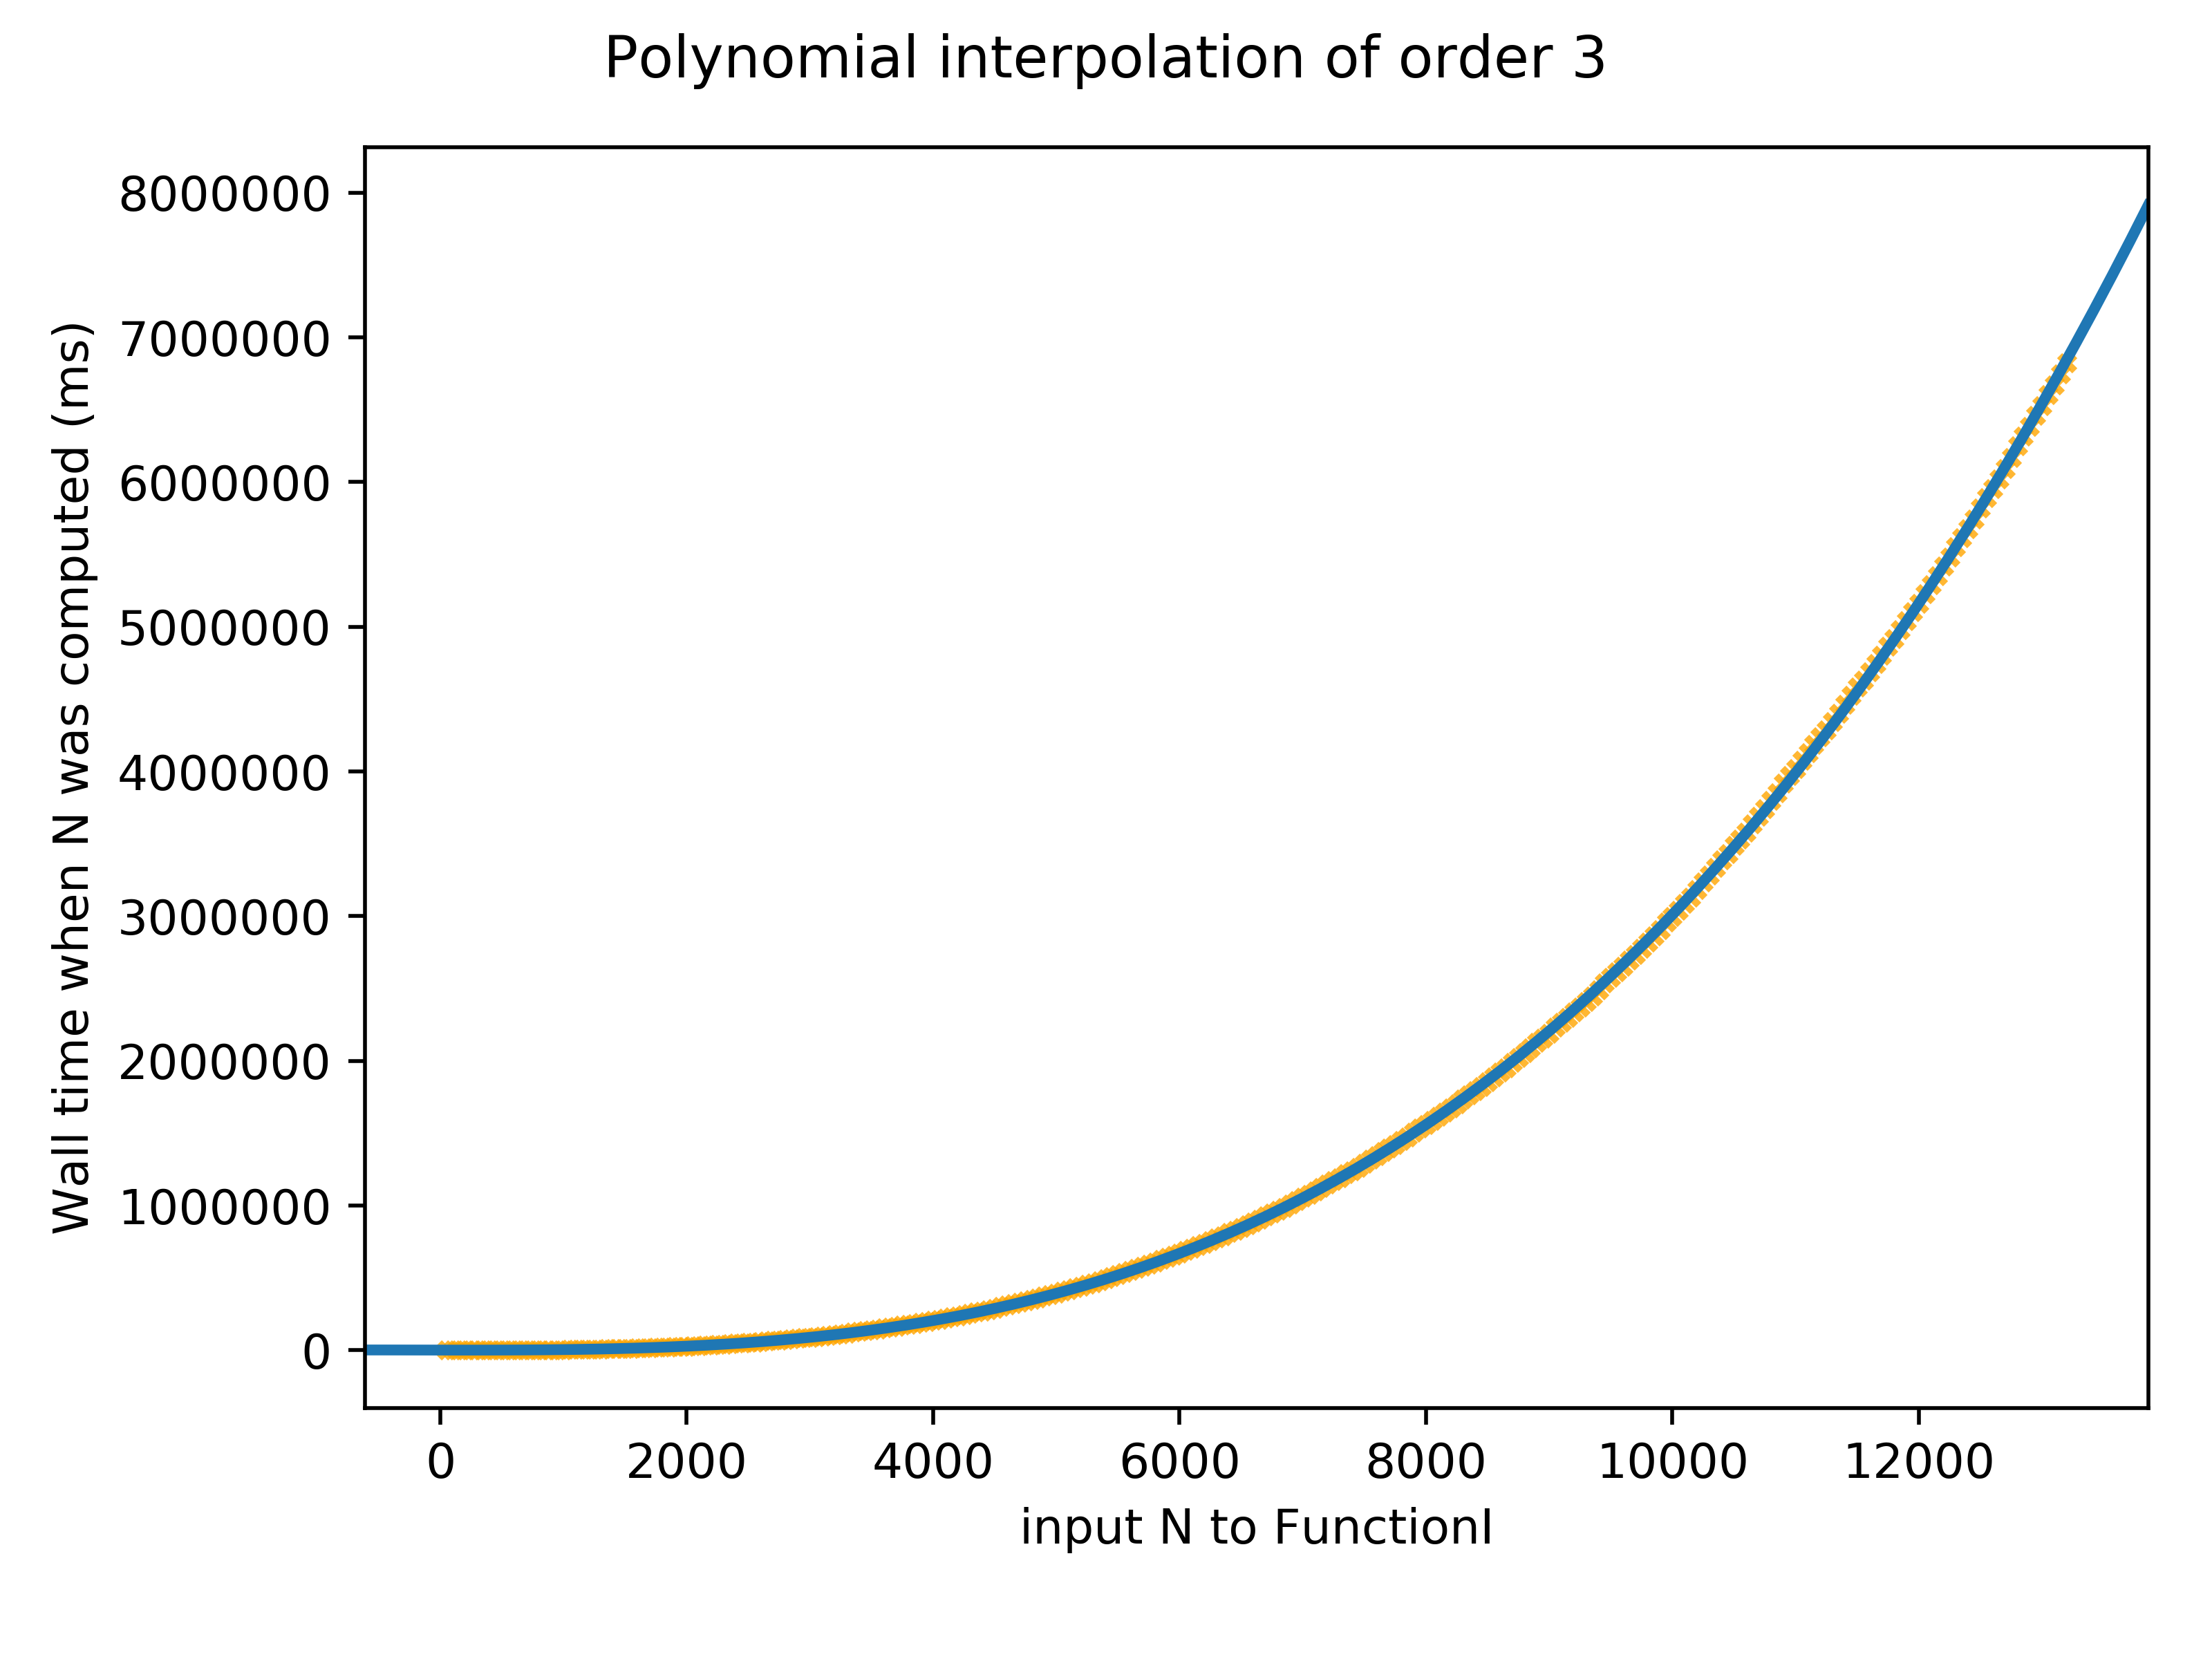 Polynomial interpolation of order 3
Wall time when N was computed (ms)
8000000
7000000
6000000
5000000
4000000
3000000
2000000
1000000
0
0 2000 4000 6000 8000 10000 12000
input N to FunctionI